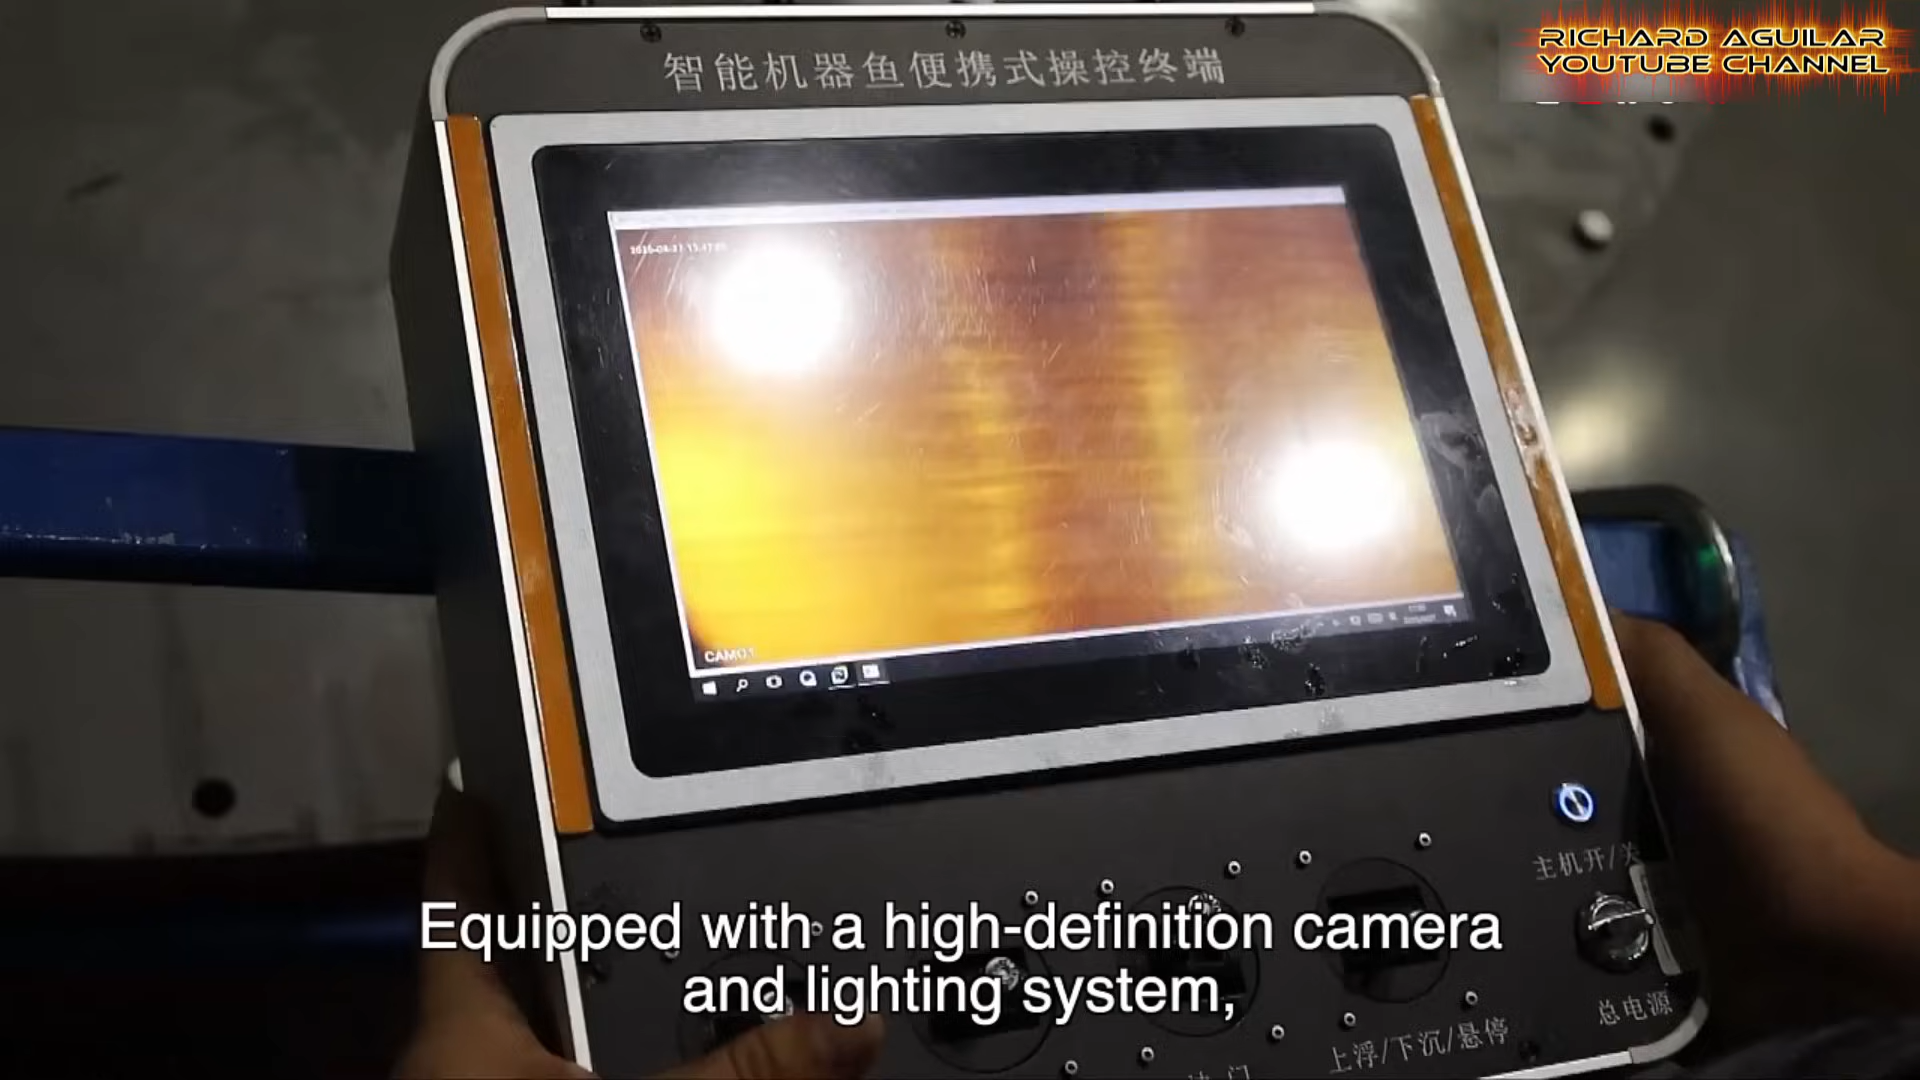 RICHARD AGUILAR
YOUTUBE CHANNEL
智能机器鱼便携式操控终端
CAM01
主机开/关
Equipped with a high-definition camera
and lighting system,
总电源
上浮/下沉/悬停